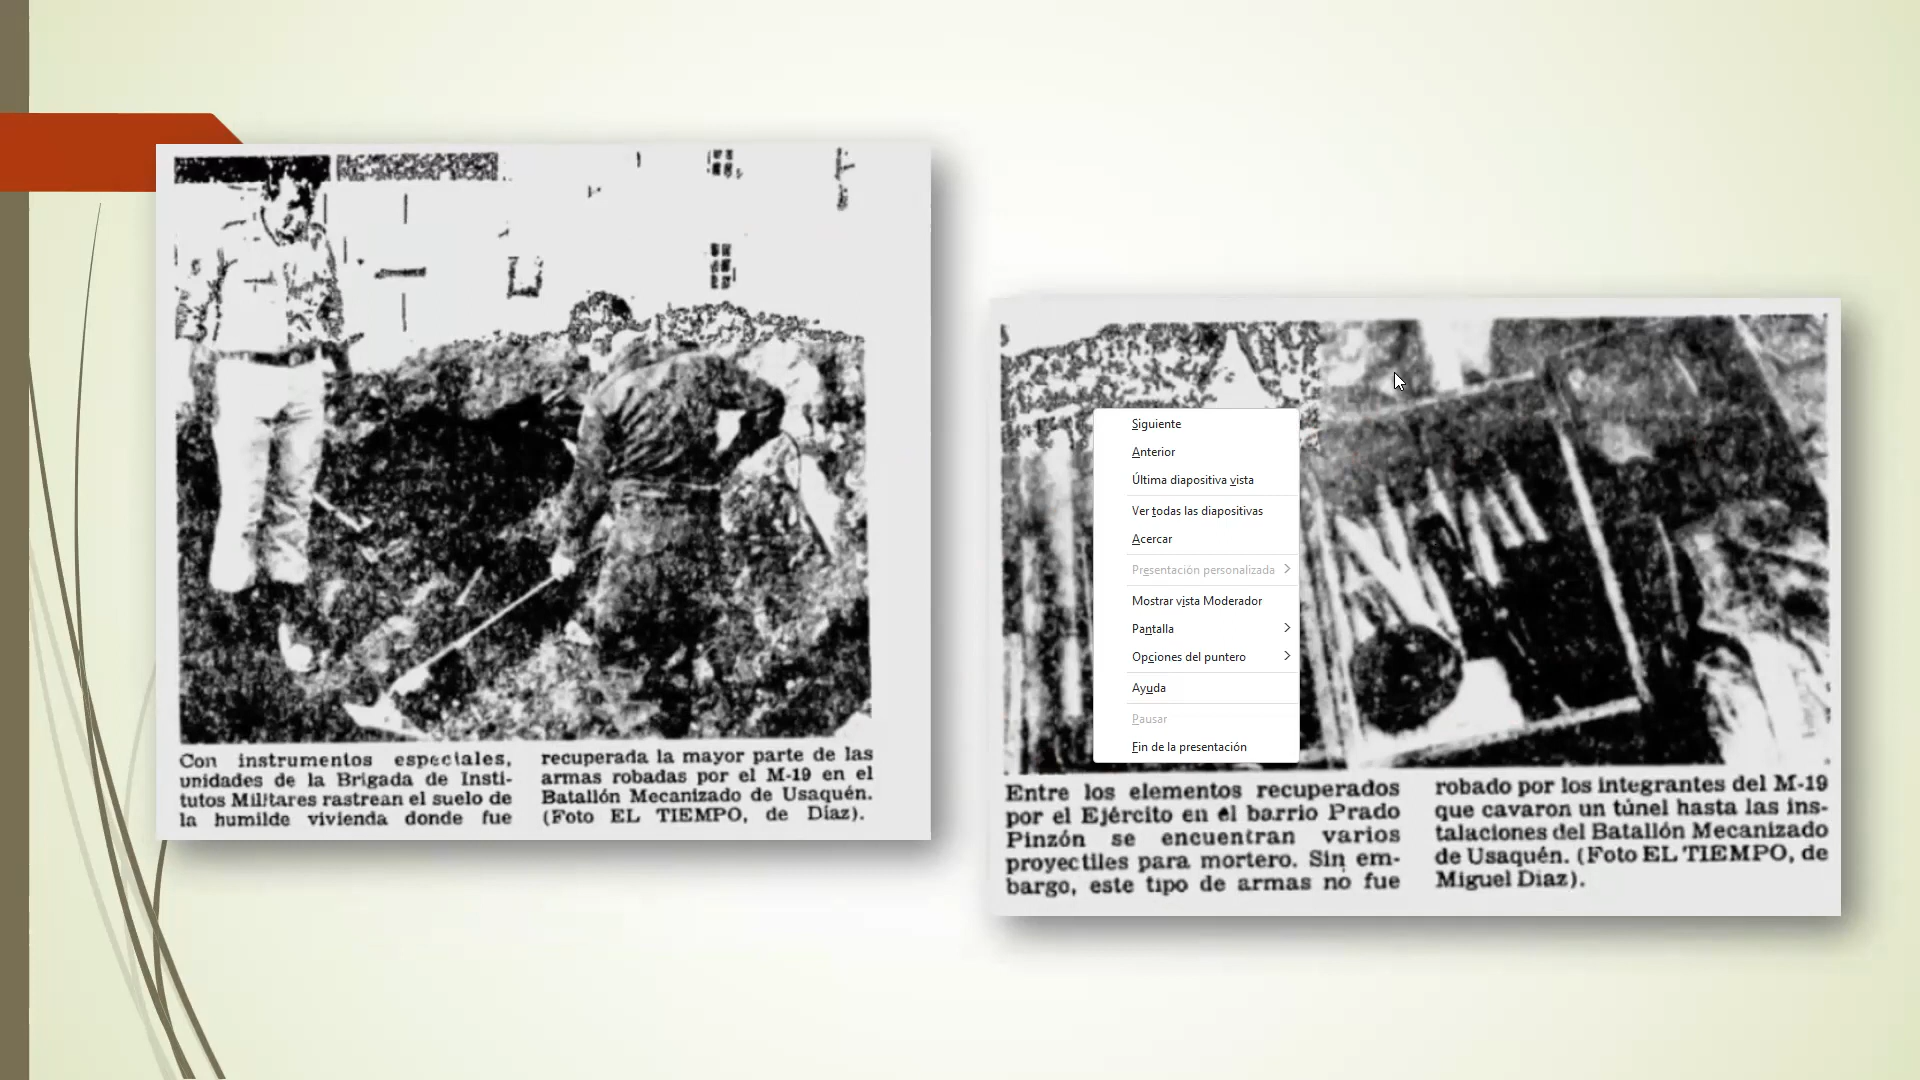 Con instrumentos especiales,
unidades de la Brigada de Insti-
tutos Militares rastrean el suelo de
la humilde vivienda donde fue
recuperada la mayor parte de las
armas robadas por el M-19 en el
Batallón Mecanizado de Usaquén.
(Foto EL TIEMPO, de Díaz).
Siguiente
Anterior
Última diapositiva vista
Ver todas las diapositivas
Acercar
Presentación personalizada
Mostrar vista Moderador
Pantalla
Opciones del puntero
Ayuda
Pausar
Fin de la presentación
Entre los elementos recuperados
por el Ejército en el barrio Prado
Pinzón se encuentran varios
proyectiles para mortero. Sin em-
bargo, este tipo de armas no fue
robado por los integrantes del M-19
que cavaron un túnel hasta las ins-
talaciones del Batallón Mecanizado
de Usaquén. (Foto EL TIEMPO, de
Miguel Díaz).